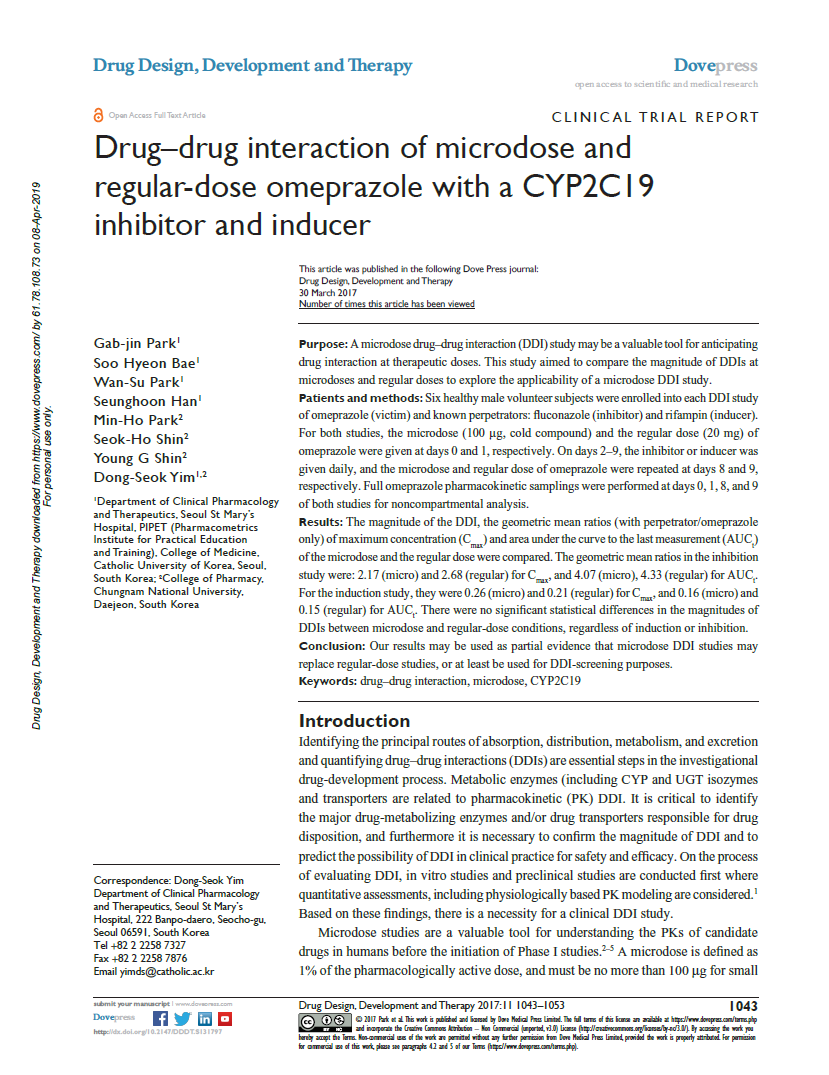 Drug Design, Development and Therapy
Dovepress
open access to scientific and medical research
Open Access Full Text Article
CLINICAL TRIAL REPORT
Drug–drug interaction of microdose and
regular-dose omeprazole with a CYP2C19
inhibitor and inducer
This article was published in the following Dove Press journal:
Drug Design, Development and Therapy
30 March 2017
Number of times this article has been viewed
Gab-jin Park1
Soo Hyeon Bae1
Wan-Su Park1
Seunghoon Han1
Min-Ho Park2
Seok-Ho Shin2
Young G Shin2
Dong-Seok Yim1,2
1Department of Clinical Pharmacology
and Therapeutics, Seoul St Mary's
Hospital, PIPET (Pharmacometrics
Institute for Practical Education
and Training), College of Medicine,
Catholic University of Korea, Seoul,
South Korea; 2College of Pharmacy,
Chungnam National University,
Daejeon, South Korea
Purpose: A microdose drug–drug interaction (DDI) study may be a valuable tool for anticipating
drug interaction at therapeutic doses. This study aimed to compare the magnitude of DDIs at
microdoses and regular doses to explore the applicability of a microdose DDI study.
Patients and methods: Six healthy male volunteer subjects were enrolled into each DDI study
of omeprazole (victim) and known perpetrators: fluconazole (inhibitor) and rifampin (inducer).
For both studies, the microdose (100 μg, cold compound) and the regular dose (20 mg) of
omeprazole were given at days 0 and 1, respectively. On days 2–9, the inhibitor or inducer was
given daily, and the microdose and regular dose of omeprazole were repeated at days 8 and 9,
respectively. Full omeprazole pharmacokinetic samplings were performed at days 0, 1, 8, and 9
of both studies for noncompartmental analysis.
Results: The magnitude of the DDI, the geometric mean ratios (with perpetrator/omeprazole
only) of maximum concentration (Cmax) and area under the curve to the last measurement (AUCt)
of the microdose and the regular dose were compared. The geometric mean ratios in the inhibition
study were: 2.17 (micro) and 2.68 (regular) for Cmax, and 4.07 (micro), 4.33 (regular) for AUCt.
For the induction study, they were 0.26 (micro) and 0.21 (regular) for Cmax, and 0.16 (micro) and
0.15 (regular) for AUCt. There were no significant statistical differences in the magnitudes of
DDIs between microdose and regular-dose conditions, regardless of induction or inhibition.
Conclusion: Our results may be used as partial evidence that microdose DDI studies may
replace regular-dose studies, or at least be used for DDI-screening purposes.
Keywords: drug–drug interaction, microdose, CYP2C19
Introduction
Identifying the principal routes of absorption, distribution, metabolism, and excretion
and quantifying drug–drug interactions (DDIs) are essential steps in the investigational
drug-development process. Metabolic enzymes (including CYP and UGT isozymes
and transporters are related to pharmacokinetic (PK) DDI. It is critical to identify
the major drug-metabolizing enzymes and/or drug transporters responsible for drug
disposition, and furthermore it is necessary to confirm the magnitude of DDI and to
predict the possibility of DDI in clinical practice for safety and efficacy. On the process
of evaluating DDI, in vitro studies and preclinical studies are conducted first where
quantitative assessments, including physiologically based PK modeling are considered.1
Based on these findings, there is a necessity for a clinical DDI study.
Microdose studies are a valuable tool for understanding the PKs of candidate
drugs in humans before the initiation of Phase I studies.2–5 A microdose is defined as
1% of the pharmacologically active dose, and must be no more than 100 μg for small
Correspondence: Dong-Seok Yim
Department of Clinical Pharmacology
and Therapeutics, Seoul St Mary's
Hospital, 222 Banpo-daero, Seocho-gu,
Seoul 06591, South Korea
Tel +82 2 2258 7327
Fax +82 2 2258 7876
Email yimds@catholic.ac.kr
submit your manuscript | www.dovepress.com
Dovepress
http://dx.doi.org/10.2147/DDDT.S131797
Drug Design, Development and Therapy 2017:11 1043–1053
1043
© 2017 Park et al. This work is published and licensed by Dove Medical Press Limited. The full terms of this license are available at https://www.dovepress.com/terms.php
and incorporate the Creative Commons Attribution – Non Commercial (unported, v3.0) License (http://creativecommons.org/licenses/by-nc/3.0/). By accessing the work you
hereby accept the Terms. Non-commercial uses of the work are permitted without any further permission from Dove Medical Press Limited, provided the work is properly attributed. For permission
for commercial use of this work, please see paragraphs 4.2 and 5 of our Terms (https://www.dovepress.com/terms.php).
Drug Design, Development and Therapy downloaded from https://www.dovepress.com/ by 61.78.108.73 on 08-Apr-2019
For personal use only.